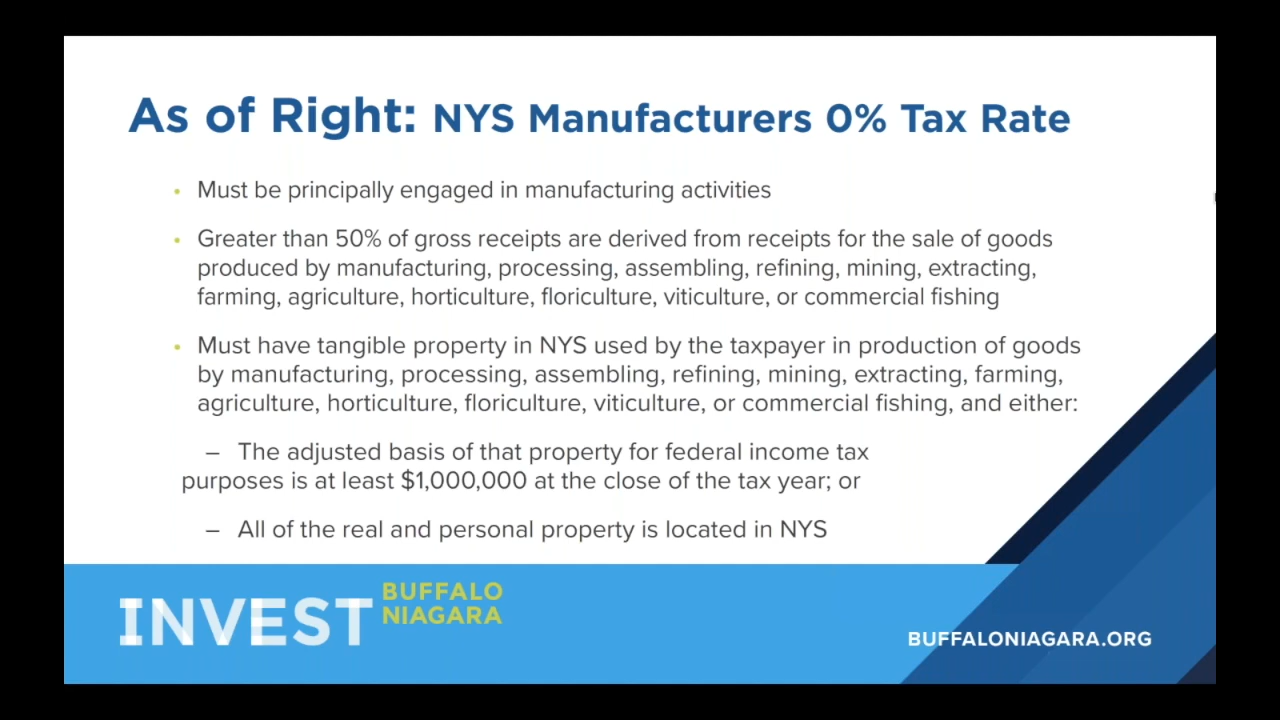 As of Right: NYS Manufacturers 0% Tax Rate
• Must be principally engaged in manufacturing activities
• Greater than 50% of gross receipts are derived from receipts for the sale of goods
produced by manufacturing, processing, assembling, refining, mining, extracting,
farming, agriculture, horticulture, floriculture, viticulture, or commercial fishing
• Must have tangible property in NYS used by the taxpayer in production of goods
by manufacturing, processing, assembling, refining, mining, extracting, farming,
agriculture, horticulture, floriculture, viticulture, or commercial fishing, and either:
– The adjusted basis of that property for federal income tax
purposes is at least $1,000,000 at the close of the tax year; or
– All of the real and personal property is located in NYS
INVEST
BUFFALO
NIAGARA
BUFFALONIAGARA.ORG